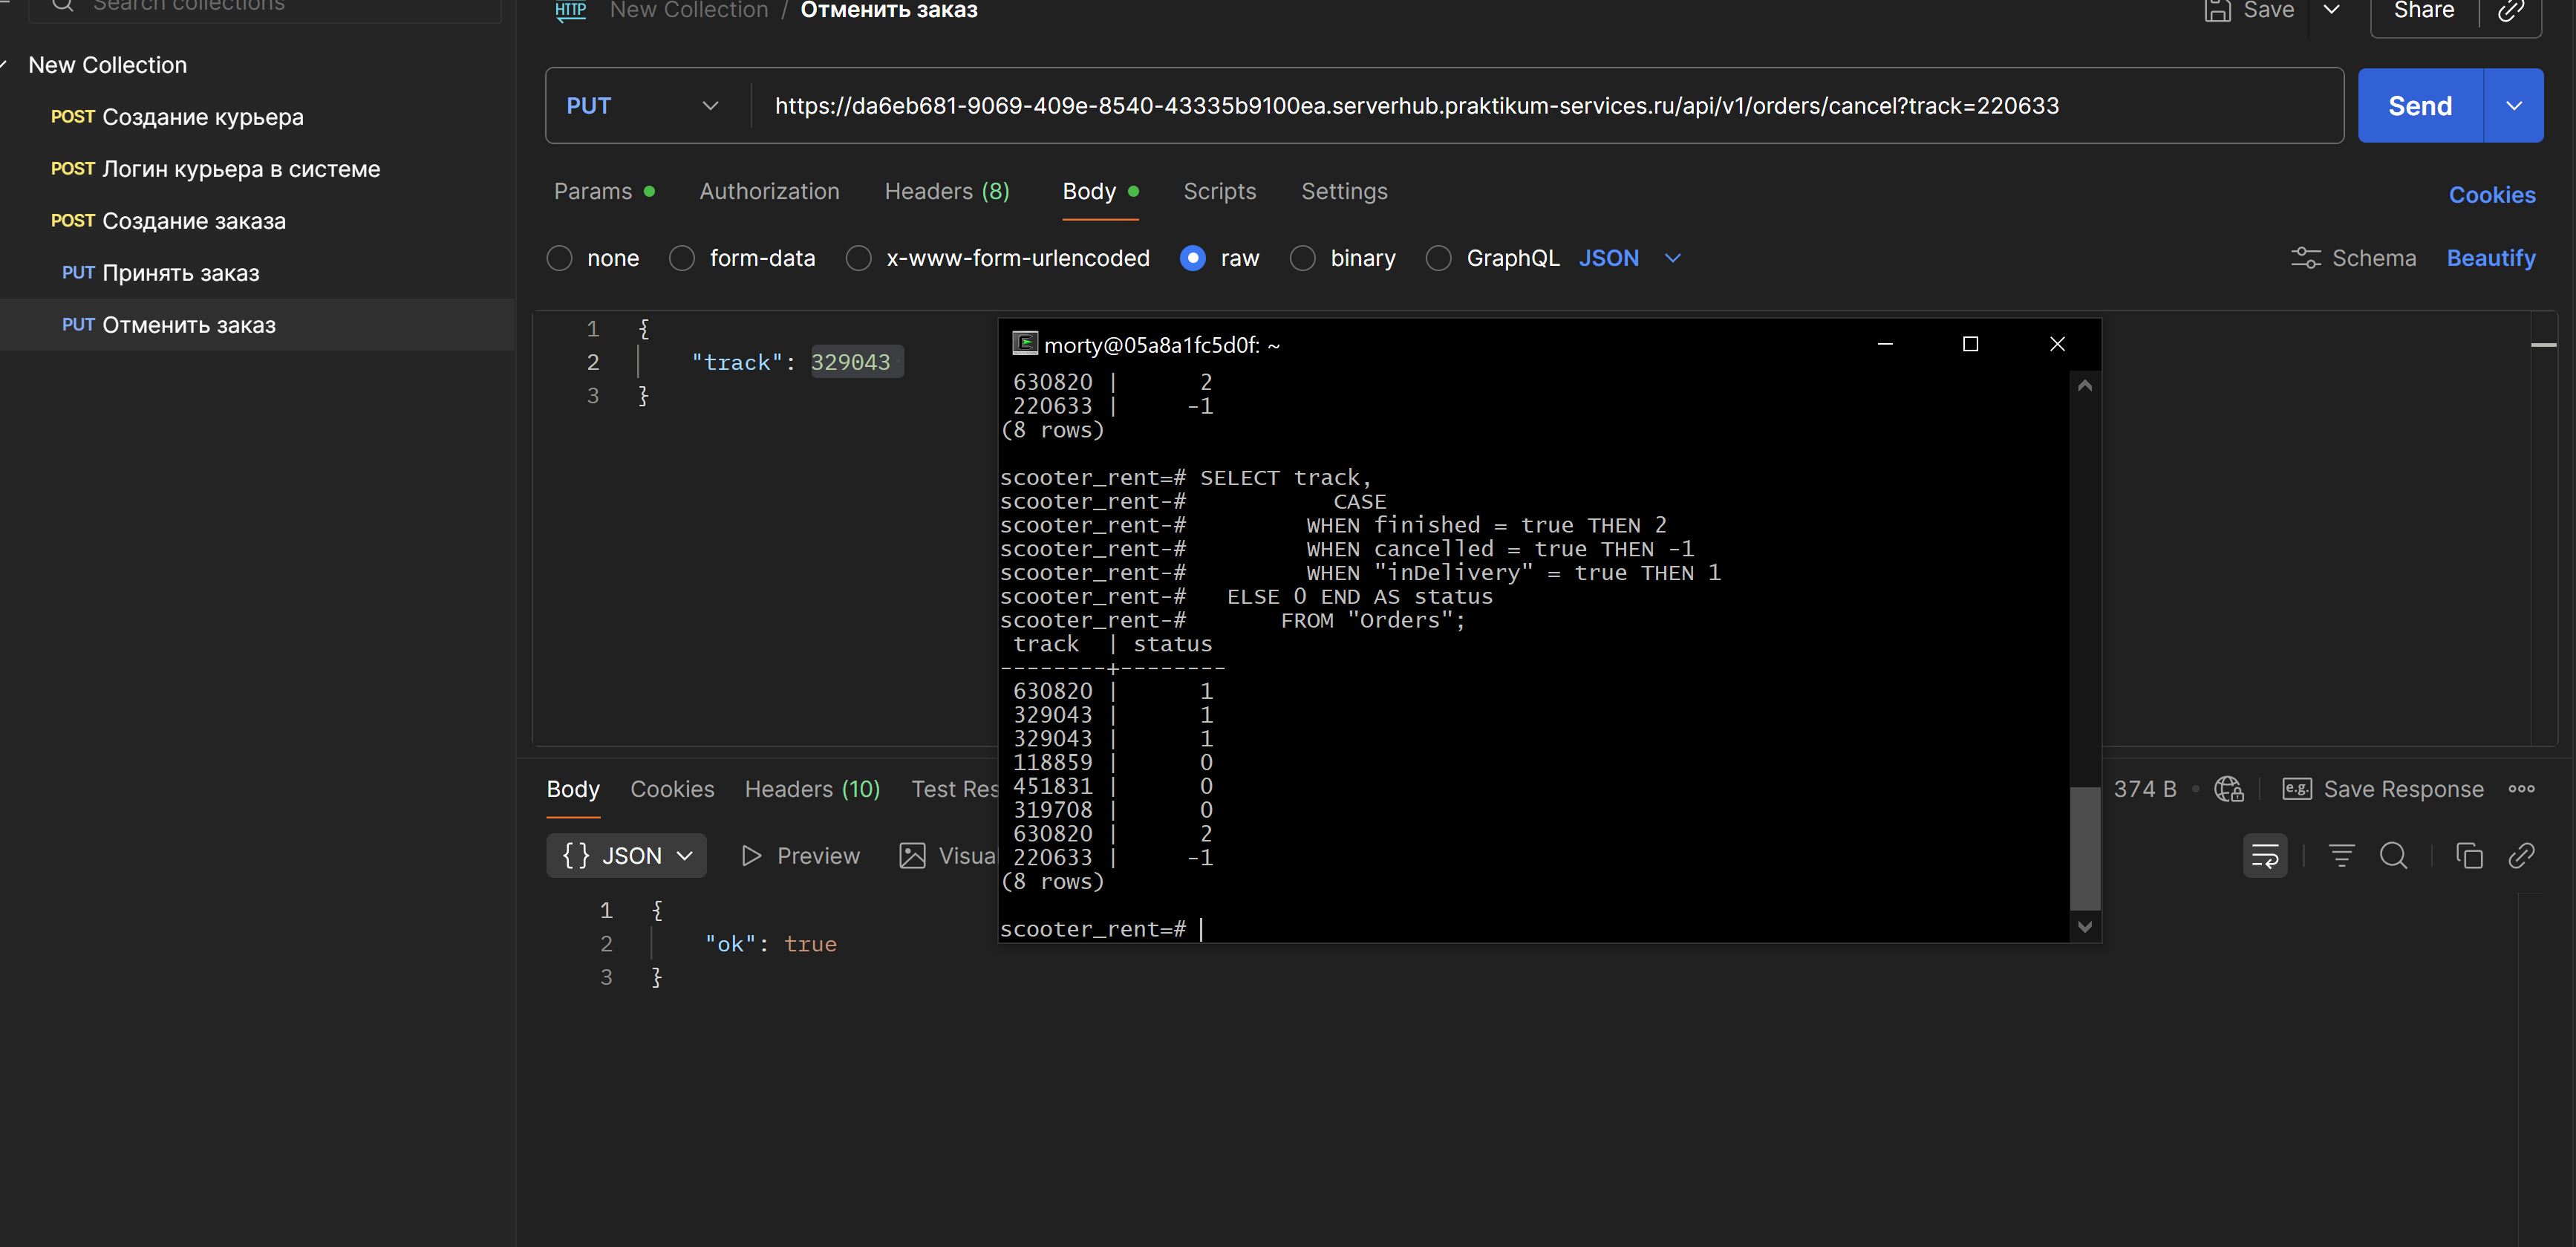 Search collections
New Collection
POST Создание курьера
POST Логин курьера в системе
POST Создание заказа
PUT Принять заказ
PUT Отменить заказ
HTTP New Collection / Отменить заказ
Save
Share
PUT https://da6eb681-9069-409e-8540-43335b9100ea.serverhub.praktikum-services.ru/api/v1/orders/cancel?track=220633
Send
Params Authorization Headers (8) Body Scripts Settings
Cookies
none form-data x-www-form-urlencoded raw binary GraphQL JSON
Schema Beautify
1 {
2 "track": 329043
3 }
morty@05a8a1fc5d0f: ~
630820 | 2
220633 | -1
(8 rows)
scooter_rent=# SELECT track,
scooter_rent-# CASE
scooter_rent-# WHEN finished = true THEN 2
scooter_rent-# WHEN cancelled = true THEN -1
scooter_rent-# WHEN "inDelivery" = true THEN 1
scooter_rent-# ELSE 0 END AS status
scooter_rent-# FROM "Orders";
track | status
--------+--------
630820 | 1
329043 | 1
329043 | 1
118859 | 0
451831 | 0
319708 | 0
630820 | 2
220633 | -1
(8 rows)
scooter_rent=#
Body Cookies Headers (10) Test Res
374 B
e.g. Save Response
{} JSON Preview Visua
1 {
2 "ok": true
3 }